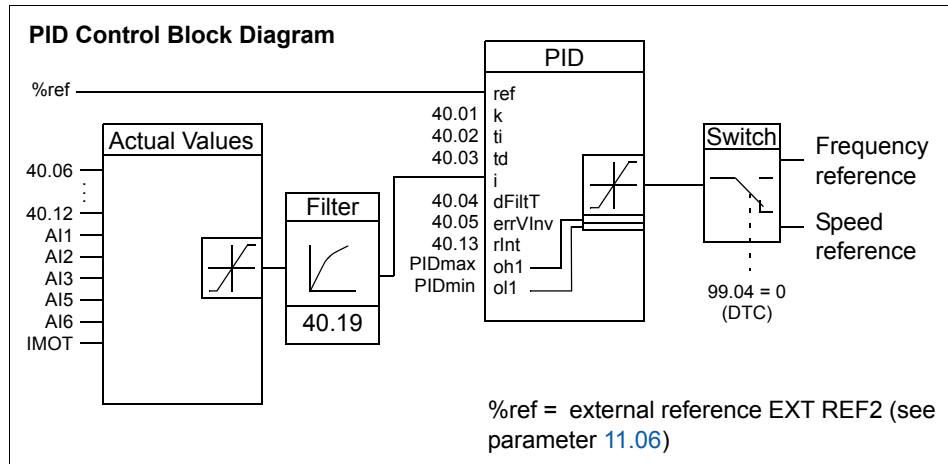 PID Control Block Diagram
PID
%ref
ref
40.01 k
40.02 ti
40.03 td
i
40.04 dFiltT
40.05 errVInv
40.13 rInt
PIDmax oh1
PIDmin ol1
Actual Values
40.06
40.12
AI1
AI2
AI3
AI5
AI6
IMOT
Filter
40.19
Switch
Frequency
reference
Speed
reference
99.04 = 0
(DTC)
%ref = external reference EXT REF2 (see
parameter 11.06)